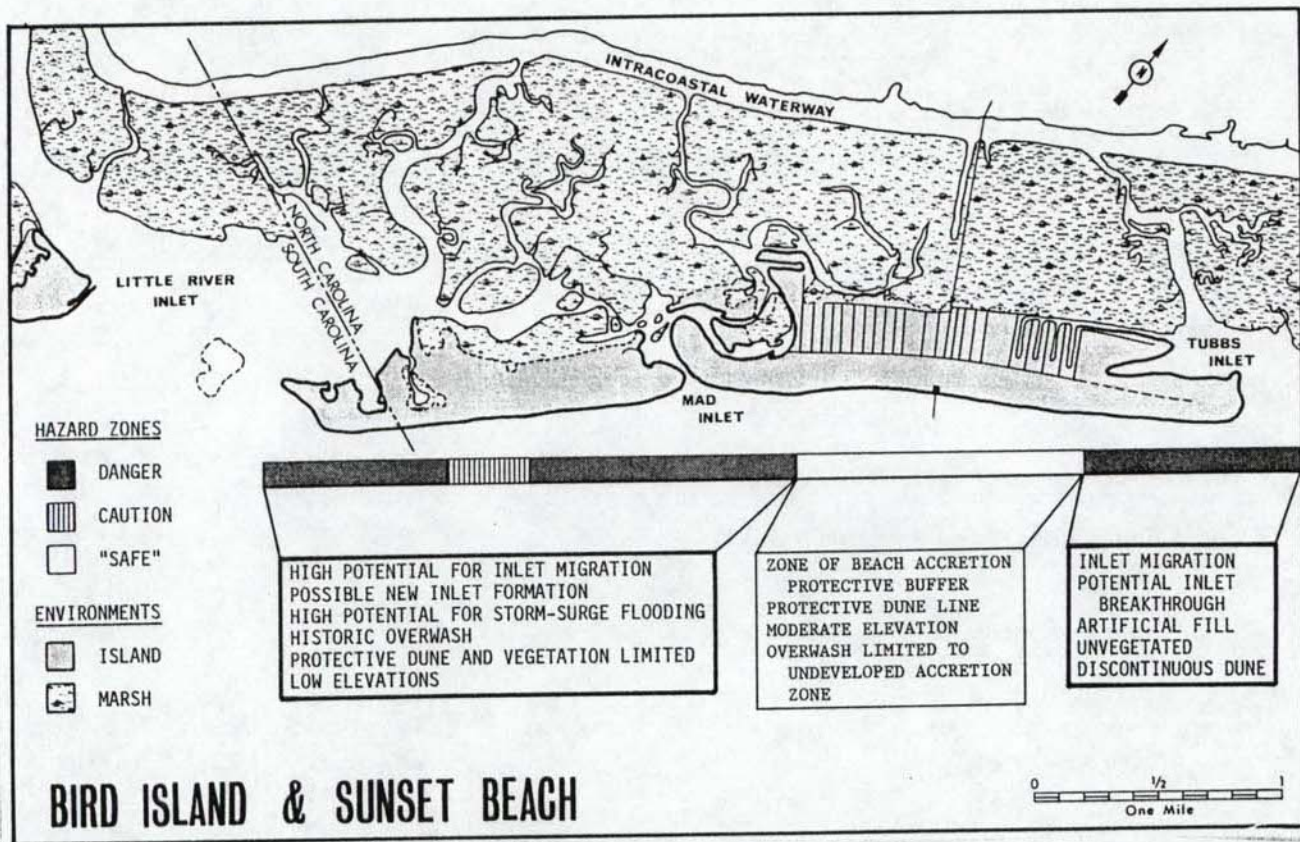 INTRACOASTAL WATERWAY
N
NORTH CAROLINA
SOUTH CAROLINA
LITTLE RIVER
INLET
MAD
INLET
TUBBS
INLET
HAZARD ZONES
DANGER
CAUTION
"SAFE"
ENVIRONMENTS
ISLAND
MARSH
HIGH POTENTIAL FOR INLET MIGRATION
POSSIBLE NEW INLET FORMATION
HIGH POTENTIAL FOR STORM-SURGE FLOODING
HISTORIC OVERWASH
PROTECTIVE DUNE AND VEGETATION LIMITED
LOW ELEVATIONS
ZONE OF BEACH ACCRETION
PROTECTIVE BUFFER
PROTECTIVE DUNE LINE
MODERATE ELEVATION
OVERWASH LIMITED TO
UNDEVELOPED ACCRETION
ZONE
INLET MIGRATION
POTENTIAL INLET
BREAKTHROUGH
ARTIFICIAL FILL
UNVEGETATED
DISCONTINUOUS DUNE
BIRD ISLAND & SUNSET BEACH
0 1/2 1
One Mile